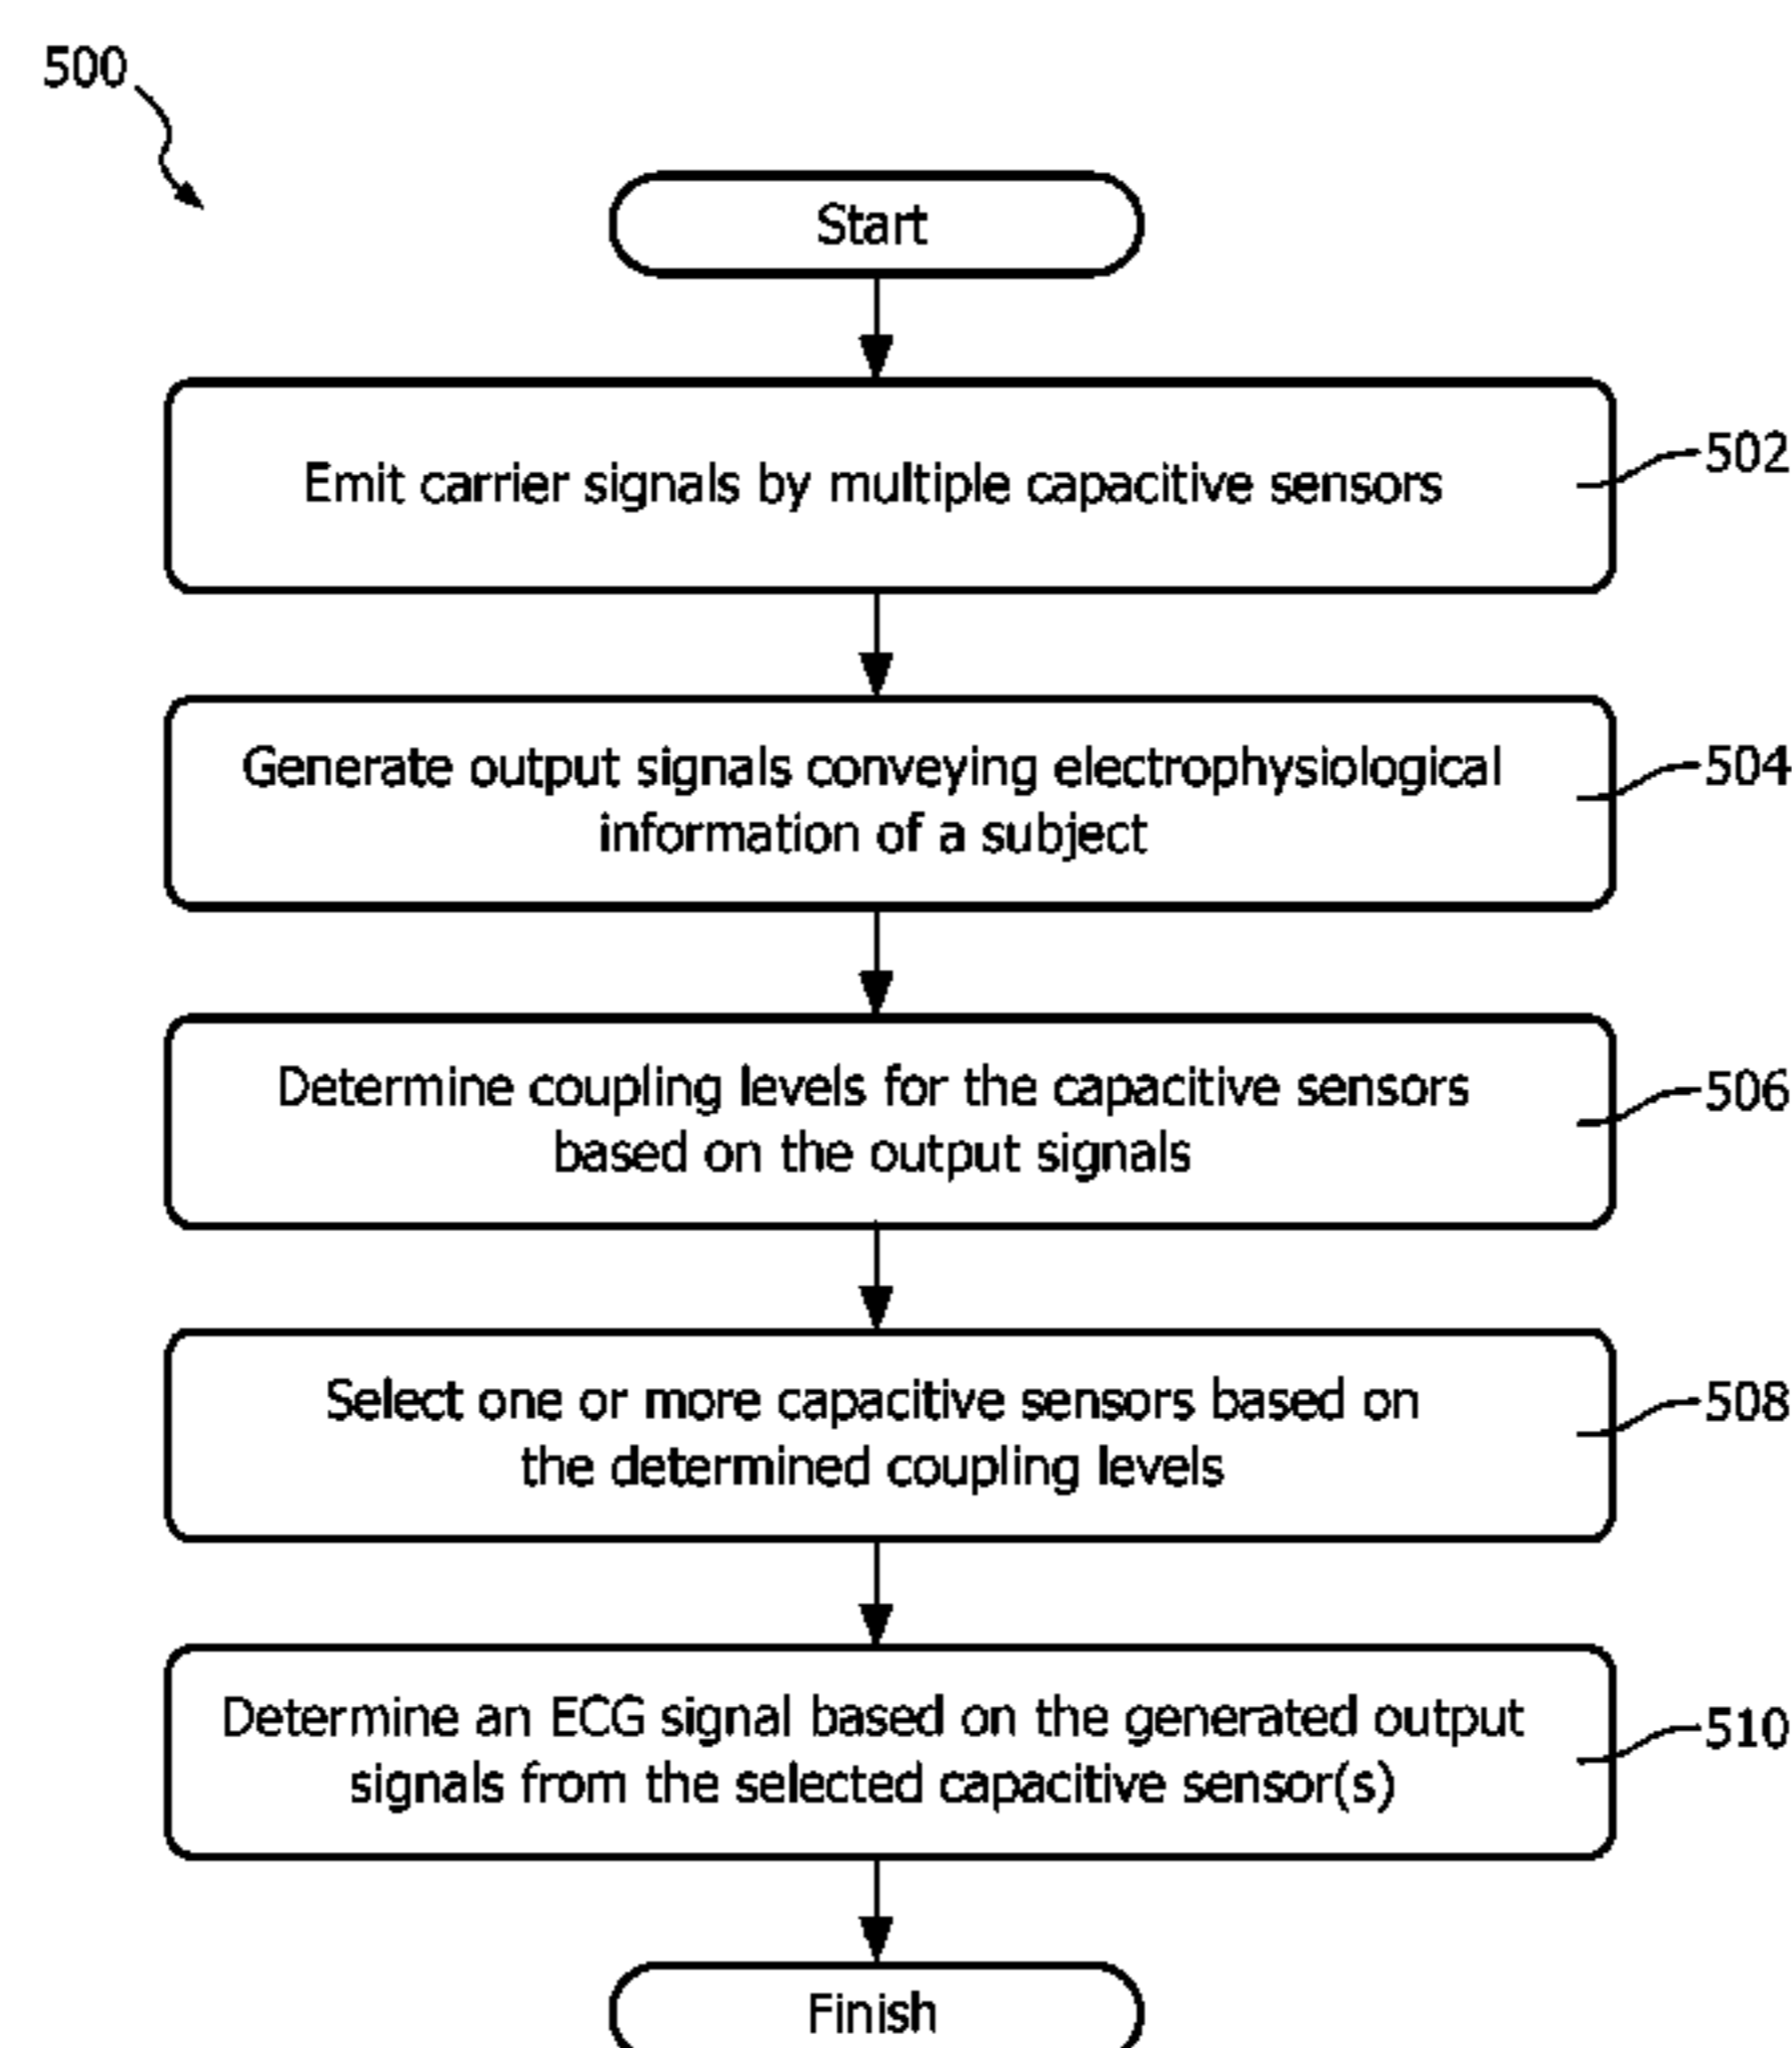 500
Start
Emit carrier signals by multiple capacitive sensors
502
Generate output signals conveying electrophysiological
information of a subject
504
Determine coupling levels for the capacitive sensors
based on the output signals
506
Select one or more capacitive sensors based on
the determined coupling levels
508
Determine an ECG signal based on the generated output
signals from the selected capacitive sensor(s)
510
Finish